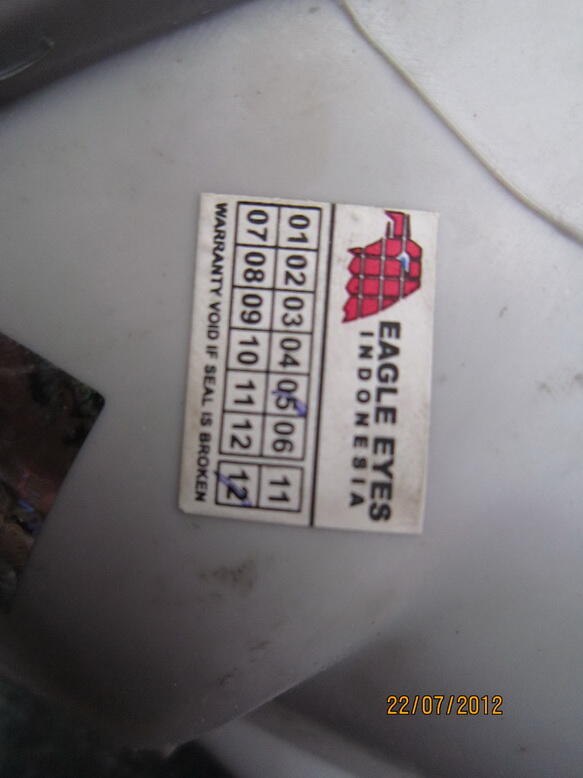 EAGLE EYES
INDONESIA
01 02 03 04 05 06 11
07 08 09 10 11 12 12
WARRANTY VOID IF SEAL IS BROKEN
22/07/2012